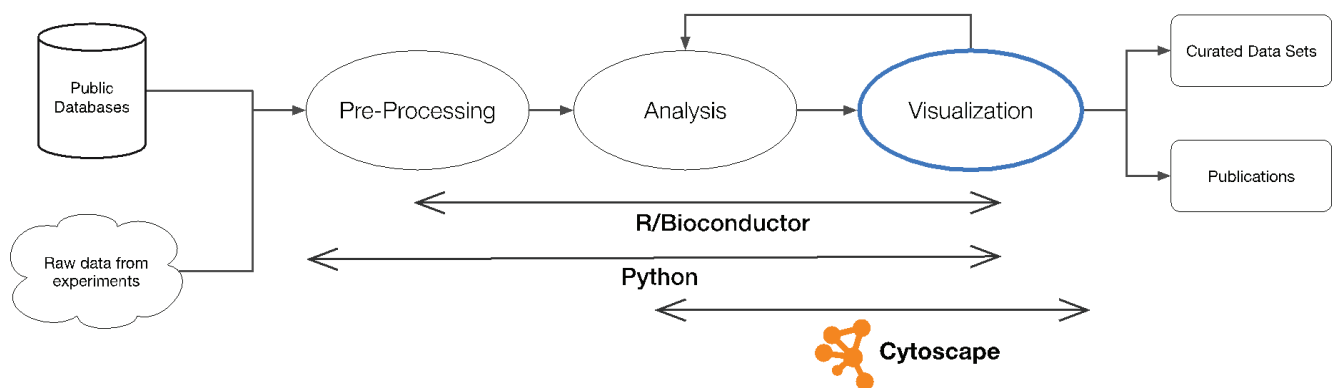 Public
Databases
Raw data from
experiments
Pre-Processing
Analysis
Visualization
Curated Data Sets
Publications
R/Bioconductor
Python
Cytoscape